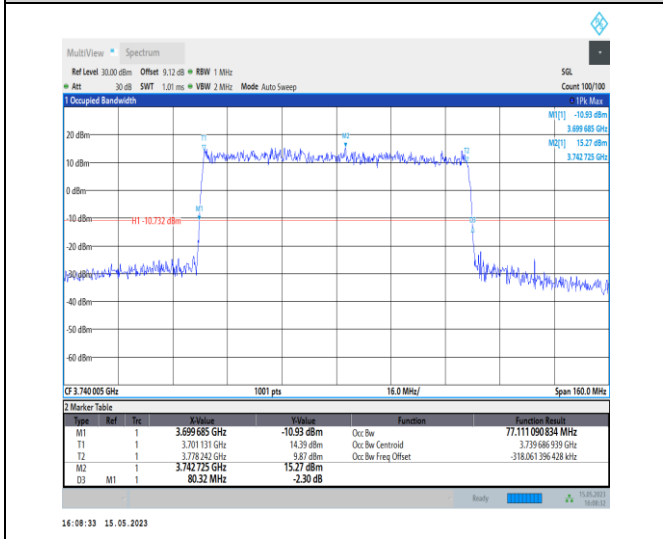 MultiView Spectrum
Ref Level 30.00 dBm Offset 9.12 dB RBW 1 MHz SGL
Att 30 dB SWT 1.01 ms VBW 2 MHz Mode Auto Sweep Count 100/100
1 Occupied Bandwidth 1Pk Max
M1[1] -10.93 dBm
3.699 685 GHz
M2[1] 15.27 dBm
3.742 725 GHz
20 dBm
T1
M2
T2
10 dBm
0 dBm
M1
-10 dBm
H1 -10.732 dBm
-20 dBm
-30 dBm
-40 dBm
-50 dBm
-60 dBm
CF 3.740 005 GHz 1001 pts 16.0 MHz/ Span 160.0 MHz
2 Marker Table
Type Ref Trc X-Value Y-Value Function Function Result
M1 1 3.699 685 GHz -10.93 dBm Occ Bw 77.111 090 834 MHz
T1 1 3.701 131 GHz 14.39 dBm Occ Bw Centroid 3.739 686 939 GHz
T2 1 3.778 242 GHz 9.87 dBm Occ Bw Freq Offset -318.061 396 428 kHz
M2 1 3.742 725 GHz 15.27 dBm
D3 M1 1 80.32 MHz -2.30 dB
Ready 15.05.2023
16:08:32
16:08:33 15.05.2023